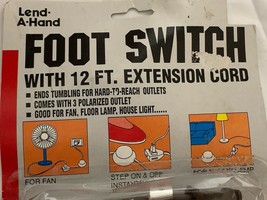 Lend-
A-Hand
FOOT SWITCH
WITH 12 FT. EXTENSION CORD
■ ENDS TUMBLING FOR HARD-TO-REACH OUTLETS
■ COMES WITH 3 POLARIZED OUTLET
■ GOOD FOR FAN, FLOOR LAMP, HOUSE LIGHT......
FOR FAN
STEP ON & OFF